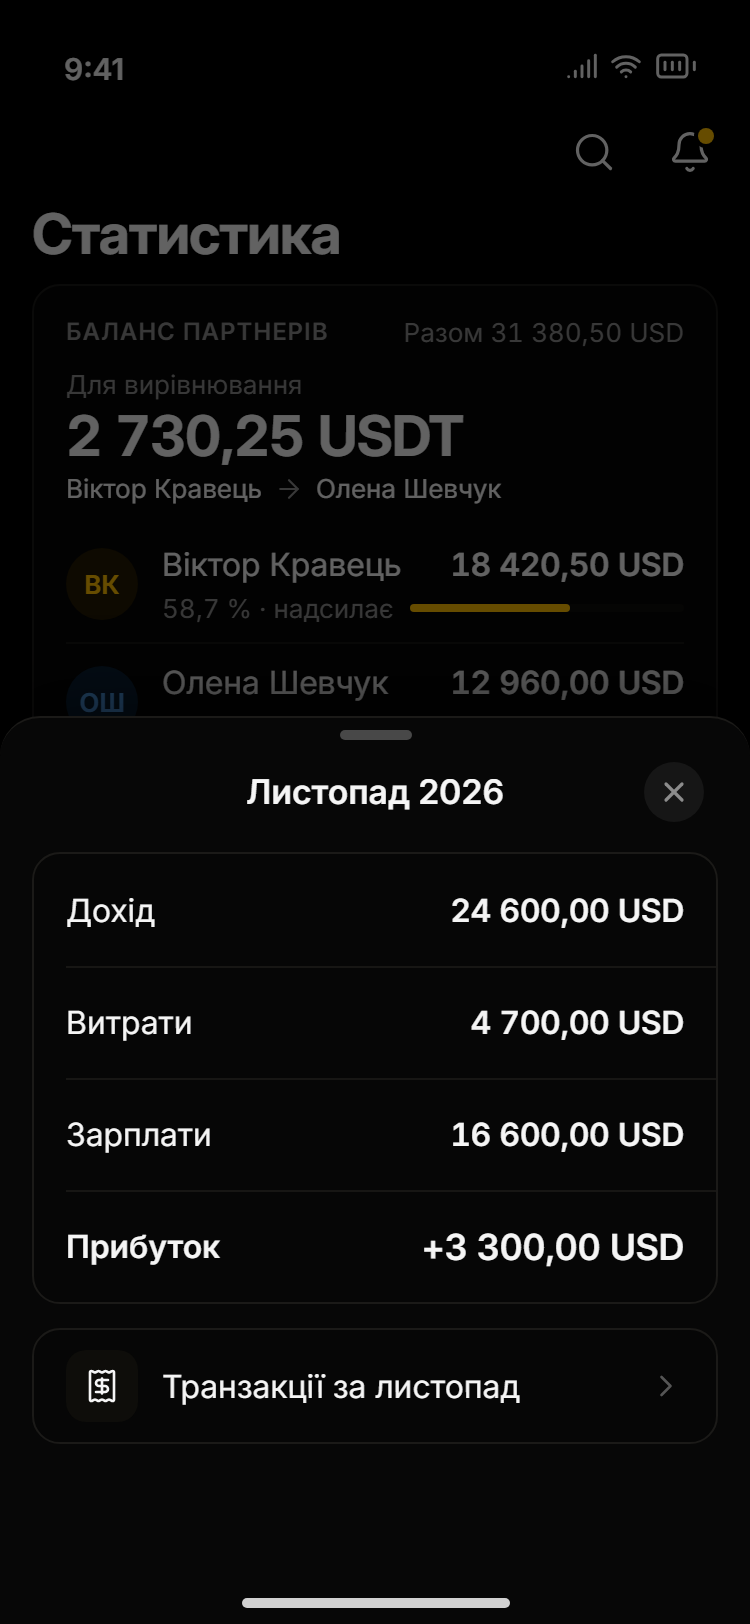 9:41
Статистика
БАЛАНС ПАРТНЕРІВ Разом 31 380,50 USD
Для вирівнювання
2 730,25 USDT
Віктор Кравець → Олена Шевчук
ВК Віктор Кравець 18 420,50 USD
58,7 % · надсилає
ОШ Олена Шевчук 12 960,00 USD
Листопад 2026
Дохід 24 600,00 USD
Витрати 4 700,00 USD
Зарплати 16 600,00 USD
Прибуток +3 300,00 USD
Транзакції за листопад